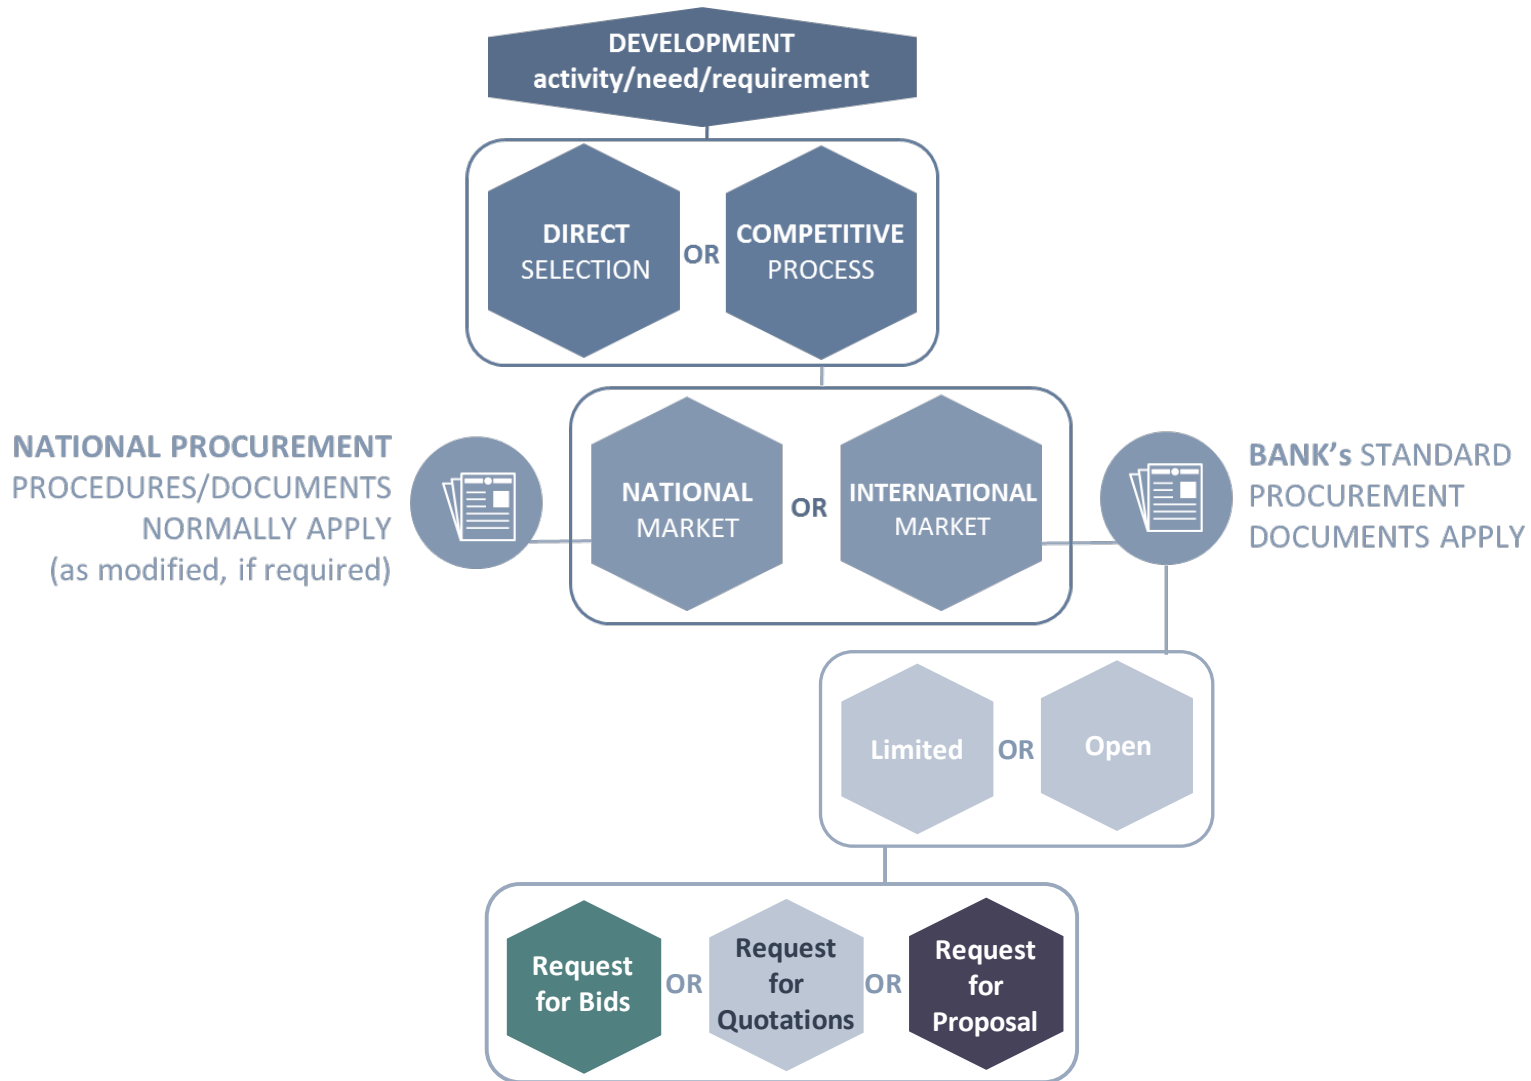 DEVELOPMENT
activity/need/requirement
DIRECT
SELECTION
OR
COMPETITIVE
PROCESS
NATIONAL PROCUREMENT
PROCEDURES/DOCUMENTS
NORMALLY APPLY
(as modified, if required)
NATIONAL
MARKET
OR
INTERNATIONAL
MARKET
BANK's STANDARD
PROCUREMENT
DOCUMENTS APPLY
Limited
OR
Open
Request
for Bids
OR
Request
for
Quotations
OR
Request
for
Proposal